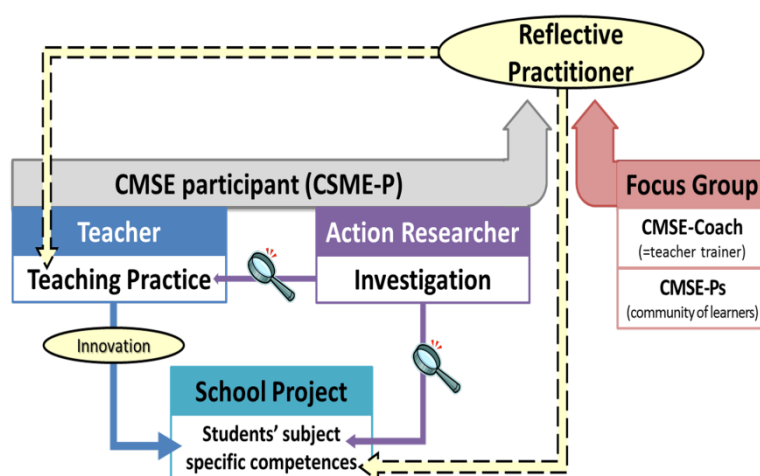 Reflective
Practitioner
CMSE participant (CSME-P)
Focus Group
Teacher
Action Researcher
CMSE-Coach
(=teacher trainer)
Teaching Practice
Investigation
CMSE-Ps
(community of learners)
Innovation
School Project
Students' subject
specific competences